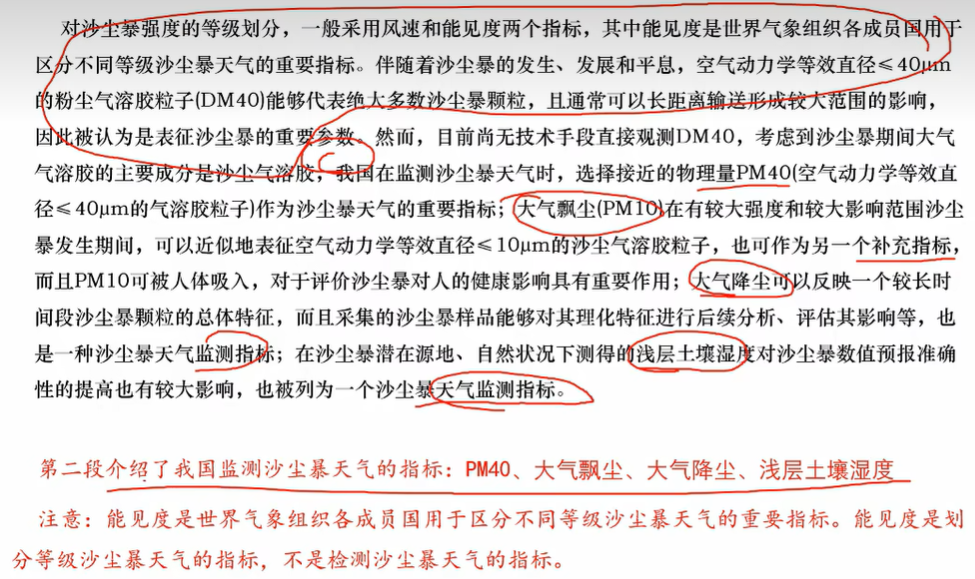 对沙尘暴强度的等级划分，一般采用风速和能见度两个指标，其中能见度是世界气象组织各成员国用于
区分不同等级沙尘暴天气的重要指标。伴随着沙尘暴的发生、发展和平息，空气动力学等效直径≤40μm
的粉尘气溶胶粒子(DM40)能够代表绝大多数沙尘暴颗粒，且通常可以长距离输送形成较大范围的影响，
因此被认为是表征沙尘暴的重要参数。然而，目前尚无技术手段直接观测DM40，考虑到沙尘暴期间大气
气溶胶的主要成分是沙尘气溶胶，我国在监测沙尘暴天气时，选择接近的物理量PM40(空气动力学等效直
径≤40μm的气溶胶粒子)作为沙尘暴天气的重要指标；大气飘尘(PM10)在有较大强度和较大影响范围沙尘
暴发生期间，可以近似地表征空气动力学等效直径≤10μm的沙尘气溶胶粒子，也可作为另一个补充指标，
而且PM10可被人体吸入，对于评价沙尘暴对人的健康影响具有重要作用；大气降尘可以反映一个较长时
间段沙尘暴颗粒的总体特征，而且采集的沙尘暴样品能够对其理化特征进行后续分析、评估其影响等，也
是一种沙尘暴天气监测指标；在沙尘暴潜在源地、自然状况下测得的浅层土壤湿度对沙尘暴数值预报准确
性的提高也有较大影响，也被列为一个沙尘暴天气监测指标。
第二段介绍了我国监测沙尘暴天气的指标：PM40、大气飘尘、大气降尘、浅层土壤湿度
注意：能见度是世界气象组织各成员国用于区分不同等级沙尘暴天气的重要指标。能见度是划
分等级沙尘暴天气的指标，不是检测沙尘暴天气的指标。